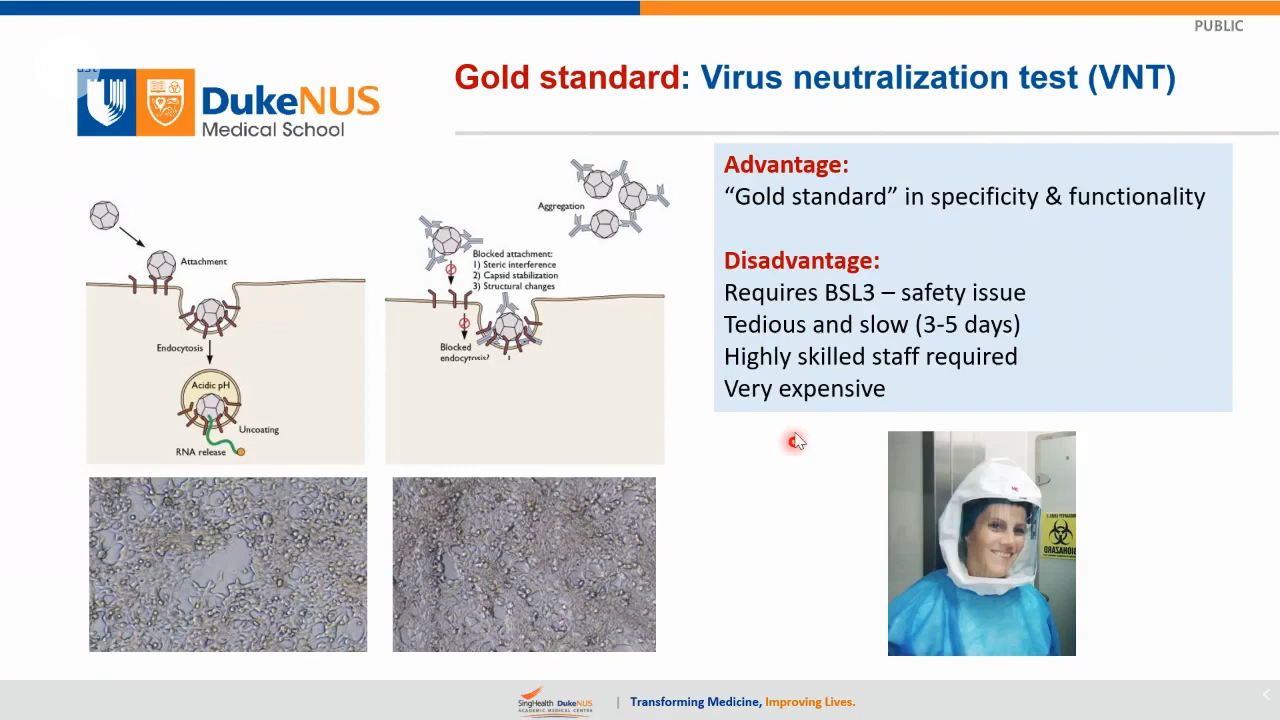 PUBLIC
DukeNUS
Medical School
Gold standard: Virus neutralization test (VNT)
Attachment
Endocytosis
Acidic pH
Uncoating
RNA release
Aggregation
Blocked attachment:
1) Steric interference
2) Capsid stabilization
3) Structural changes
Blocked
endocytosis?
Advantage:
“Gold standard” in specificity & functionality
Disadvantage:
Requires BSL3 – safety issue
Tedious and slow (3-5 days)
Highly skilled staff required
Very expensive
SingHealth DukeNUS
ACADEMIC MEDICAL CENTRE
Transforming Medicine, Improving Lives.